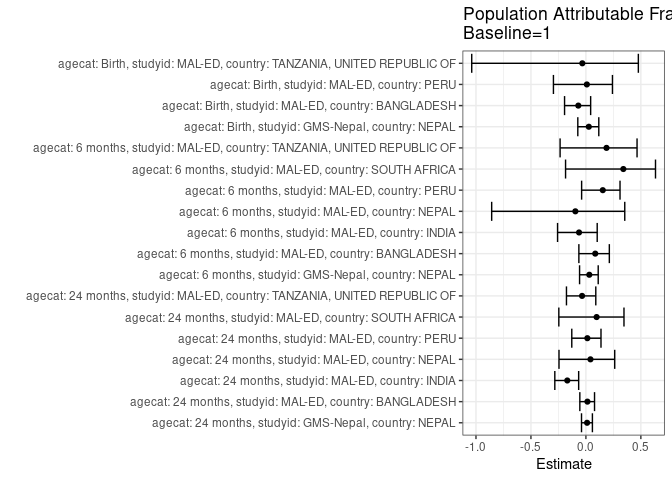 Population Attributable Fra
Baseline=1
agecat: Birth, studyid: MAL-ED, country: TANZANIA, UNITED REPUBLIC OF
agecat: Birth, studyid: MAL-ED, country: PERU
agecat: Birth, studyid: MAL-ED, country: BANGLADESH
agecat: Birth, studyid: GMS-Nepal, country: NEPAL
agecat: 6 months, studyid: MAL-ED, country: TANZANIA, UNITED REPUBLIC OF
agecat: 6 months, studyid: MAL-ED, country: SOUTH AFRICA
agecat: 6 months, studyid: MAL-ED, country: PERU
agecat: 6 months, studyid: MAL-ED, country: NEPAL
agecat: 6 months, studyid: MAL-ED, country: INDIA
agecat: 6 months, studyid: MAL-ED, country: BANGLADESH
agecat: 6 months, studyid: GMS-Nepal, country: NEPAL
agecat: 24 months, studyid: MAL-ED, country: TANZANIA, UNITED REPUBLIC OF
agecat: 24 months, studyid: MAL-ED, country: SOUTH AFRICA
agecat: 24 months, studyid: MAL-ED, country: PERU
agecat: 24 months, studyid: MAL-ED, country: NEPAL
agecat: 24 months, studyid: MAL-ED, country: INDIA
agecat: 24 months, studyid: MAL-ED, country: BANGLADESH
agecat: 24 months, studyid: GMS-Nepal, country: NEPAL
-1.0 -0.5 0.0 0.5
Estimate